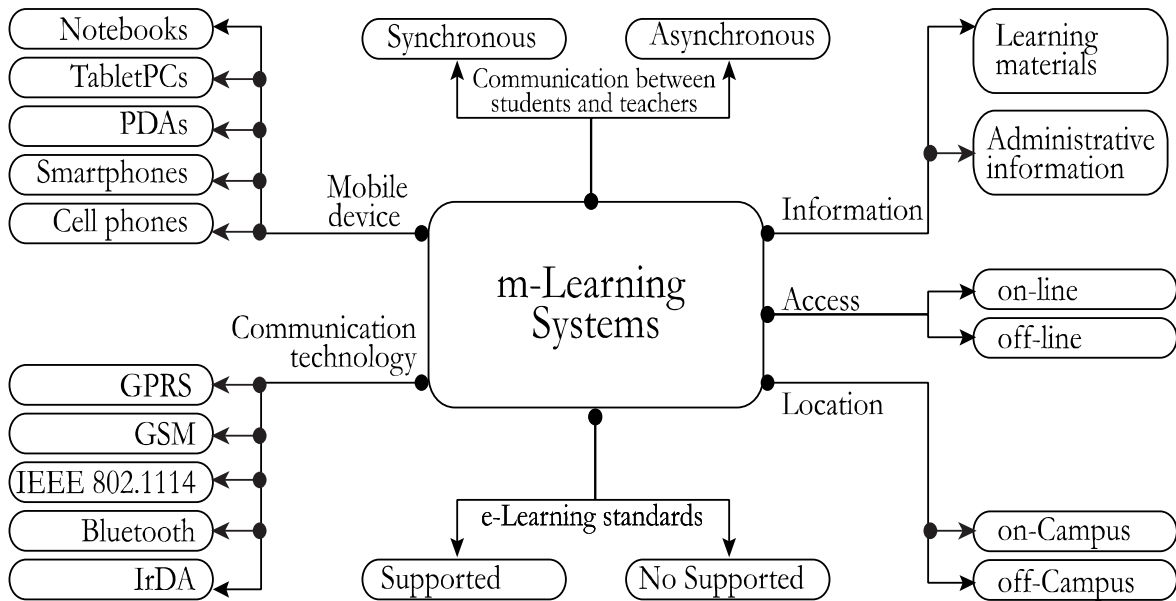 Notebooks
TabletPCs
PDAs
Smartphones
Cell phones
Mobile
device
Synchronous
Asynchronous
Communication between
students and teachers
Learning
materials
Administrative
information
Information
m-Learning
Systems
Access
on-line
off-line
Location
on-Campus
off-Campus
Communication
technology
GPRS
GSM
IEEE 802.1114
Bluetooth
IrDA
e-Learning standards
Supported
No Supported